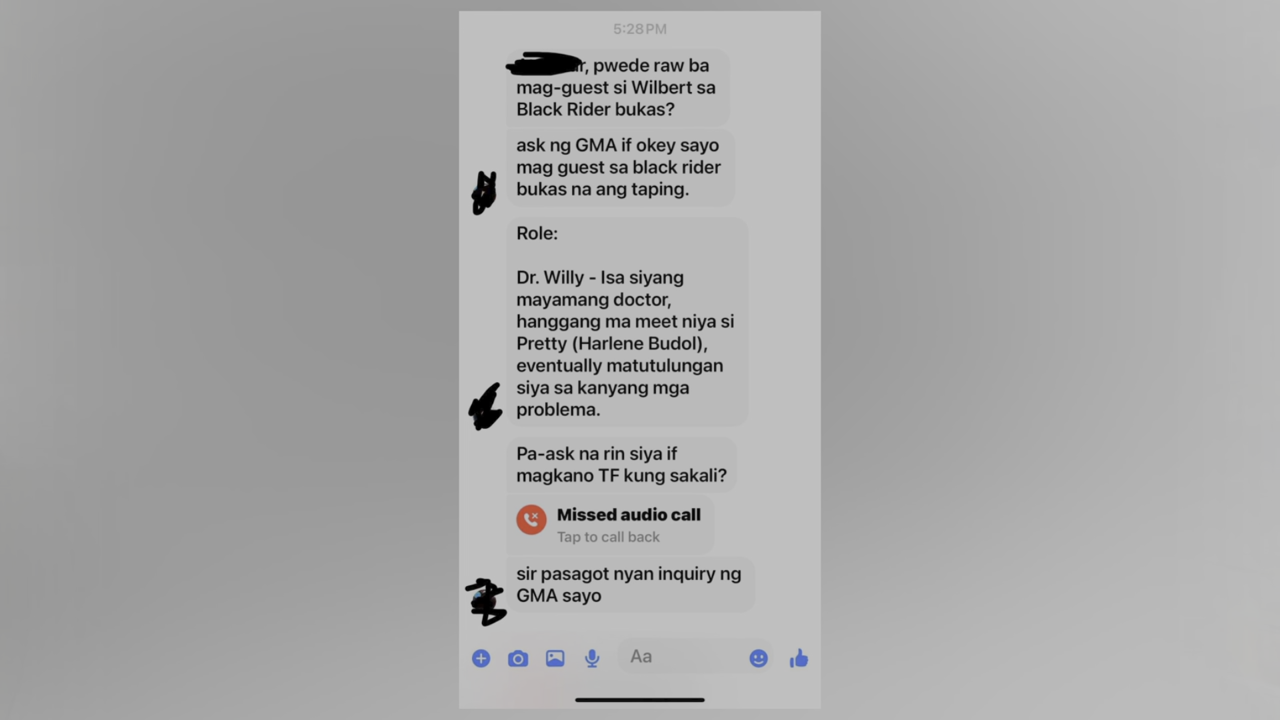 5:28 PM
pwede raw ba
mag-guest si Wilbert sa
Black Rider bukas?
ask ng GMA if okey sayo
mag guest sa black rider
bukas na ang taping.
Role:
Dr. Willy - Isa siyang
mayamang doctor,
hanggang ma meet niya si
Pretty (Harlene Budol),
eventually matutulungan
siya sa kanyang mga
problema.
Pa-ask na rin siya if
magkano TF kung sakali?
Missed audio call
Tap to call back
sir pasagot nyan inquiry ng
GMA sayo
Aa